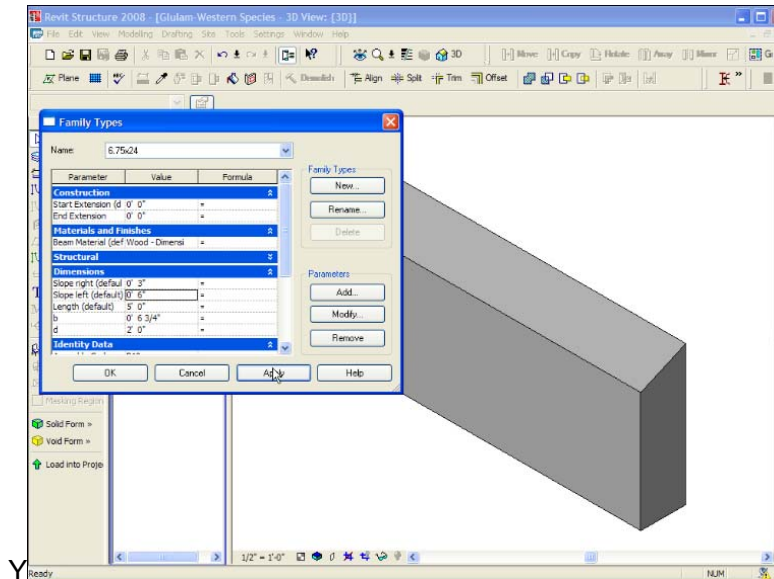 Revit Structure 2008 - [Glulam-Western Species - 3D View: {3D}]
File Edit View Modeling Drafting Site Tools Settings Window Help
3D Move Copy Rotate Array Mirror G
Plane Demolish Align Split Trim Offset
Family Types
Name: 6.75x24
Parameter Value Formula
Construction
Start Extension (d 0' 0" =
End Extension 0' 0" =
Materials and Finishes
Beam Material (def Wood - Dimensi =
Structural
Dimensions
Slope right (defaul 0' 3" =
Slope left (default) 0' 6" =
Length (default) 5' 0" =
b 0' 6 3/4" =
d 2' 0" =
Identity Data
Family Types
New...
Rename...
Delete
Parameters
Add...
Modify...
Remove
OK Cancel Apply Help
Masking Region
Solid Form »
Void Form »
Load into Proje
1/2" = 1'-0"
Y
Ready NUM